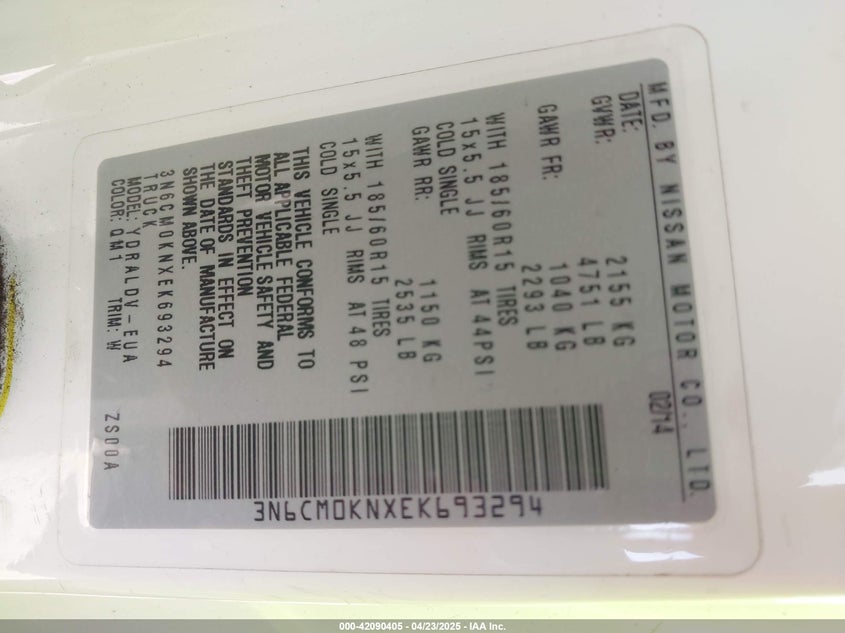 MFD. BY NISSAN MOTOR CO., LTD.
DATE: 02/14
GVWR: 2155 KG
4751 LB
GAWR FR: 1040 KG
2293 LB
WITH 185/60R15 TIRES
15x5.5 JJ RIMS AT 44PSI
COLD SINGLE
GAWR RR: 1150 KG
2535 LB
WITH 185/60R15 TIRES
15x5.5 JJ RIMS AT 48 PSI
COLD SINGLE
THIS VEHICLE CONFORMS TO
ALL APPLICABLE FEDERAL
MOTOR VEHICLE SAFETY AND
THEFT PREVENTION
STANDARDS IN EFFECT ON
THE DATE OF MANUFACTURE
SHOWN ABOVE.
3N6CM0KNXEK693294
TRUCK
MODEL: YDRALDV-EUA
COLOR: QM1 TRIM: W
ZS00A
3N6CM0KNXEK693294
000-42090405 - 04/23/2025 - IAA Inc.